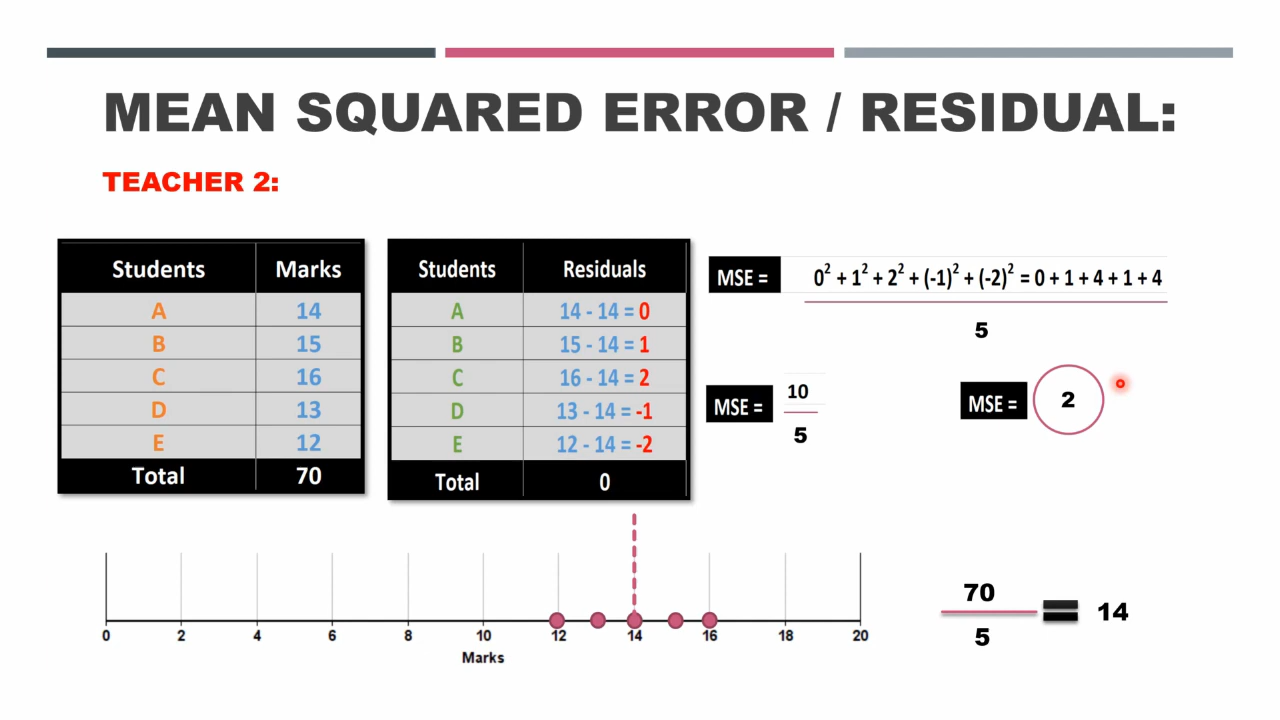 MEAN SQUARED ERROR / RESIDUAL:
TEACHER 2:
Students Marks
A 14
B 15
C 16
D 13
E 12
Total 70
Students Residuals
A 14 - 14 = 0
B 15 - 14 = 1
C 16 - 14 = 2
D 13 - 14 = -1
E 12 - 14 = -2
Total 0
MSE = 0² + 1² + 2² + (-1)² + (-2)² = 0 + 1 + 4 + 1 + 4
5
MSE = 10
5
MSE = 2
0 2 4 6 8 10 12 14 16 18 20
Marks
70
5
= 14